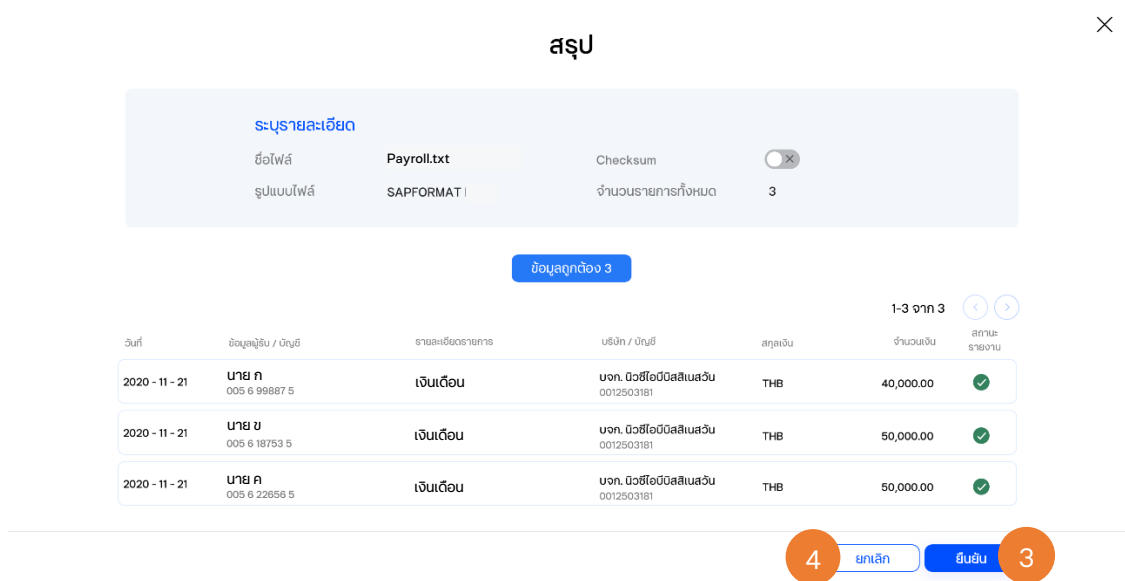 สรุป
ระบุรายละเอียด
ชื่อไฟล์ Payroll.txt Checksum
รูปแบบไฟล์ SAPFORMAT จำนวนรายการทั้งหมด 3
ข้อมูลถูกต้อง 3
1-3 จาก 3
วันที่ ข้อมูลผู้รับ / บัญชี รายละเอียดรายการ บริษัท / บัญชี สกุลเงิน จำนวนเงิน สถานะ
รายงาน
2020 - 11 - 21 นาย ก เงินเดือน บจก. นิวซีไอบีบิสสิเนสวัน THB 40,000.00
005 6 99887 5 0012503181
2020 - 11 - 21 นาย ข เงินเดือน บจก. นิวซีไอบีบิสสิเนสวัน THB 50,000.00
005 6 18753 5 0012503181
2020 - 11 - 21 นาย ค เงินเดือน บจก. นิวซีไอบีบิสสิเนสวัน THB 50,000.00
005 6 22656 5 0012503181
4 ยกเลิก ยืนยัน 3